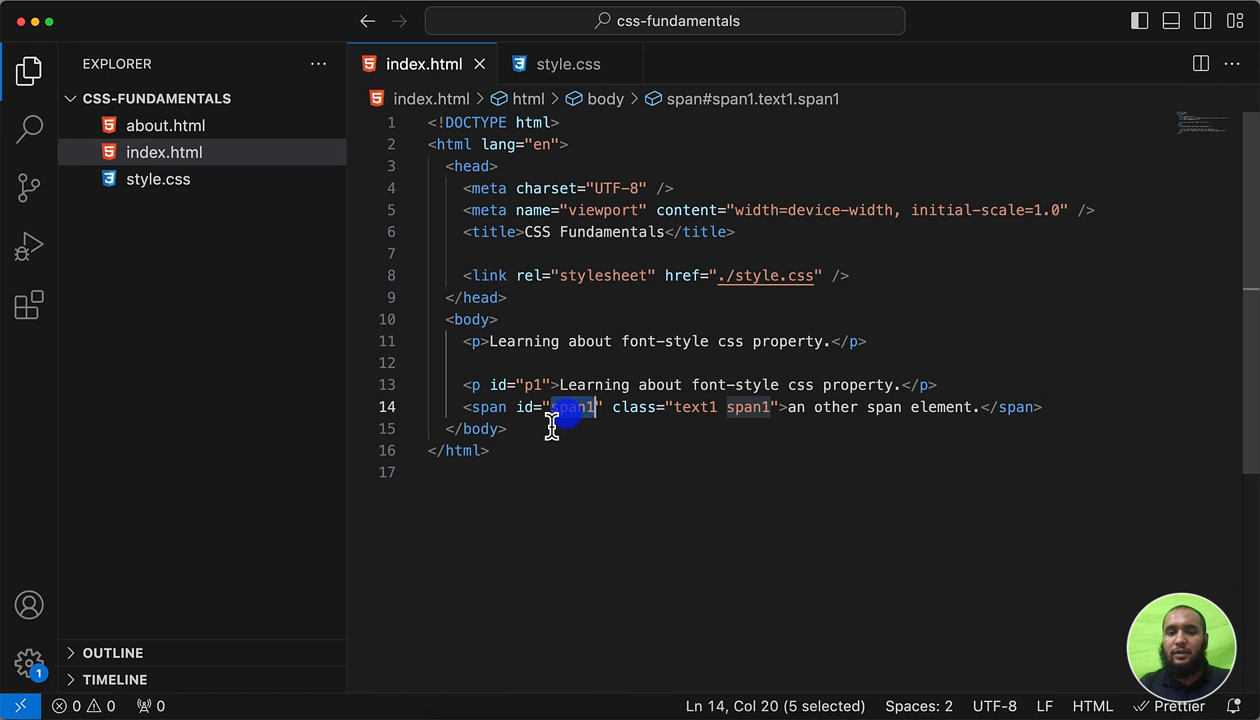 css-fundamentals
EXPLORER
CSS-FUNDAMENTALS
about.html
index.html
style.css
OUTLINE
TIMELINE
index.html
style.css
index.html > html > body > span#span1.text1.span1
1 <!DOCTYPE html>
2 <html lang="en">
3 <head>
4 <meta charset="UTF-8" />
5 <meta name="viewport" content="width=device-width, initial-scale=1.0" />
6 <title>CSS Fundamentals</title>
7
8 <link rel="stylesheet" href="./style.css" />
9 </head>
10 <body>
11 <p>Learning about font-style css property.</p>
12
13 <p id="p1">Learning about font-style css property.</p>
14 <span id="span1" class="text1 span1">an other span element.</span>
15 </body>
16 </html>
17
1
0 0 0 Ln 14, Col 20 (5 selected) Spaces: 2 UTF-8 LF HTML Prettier